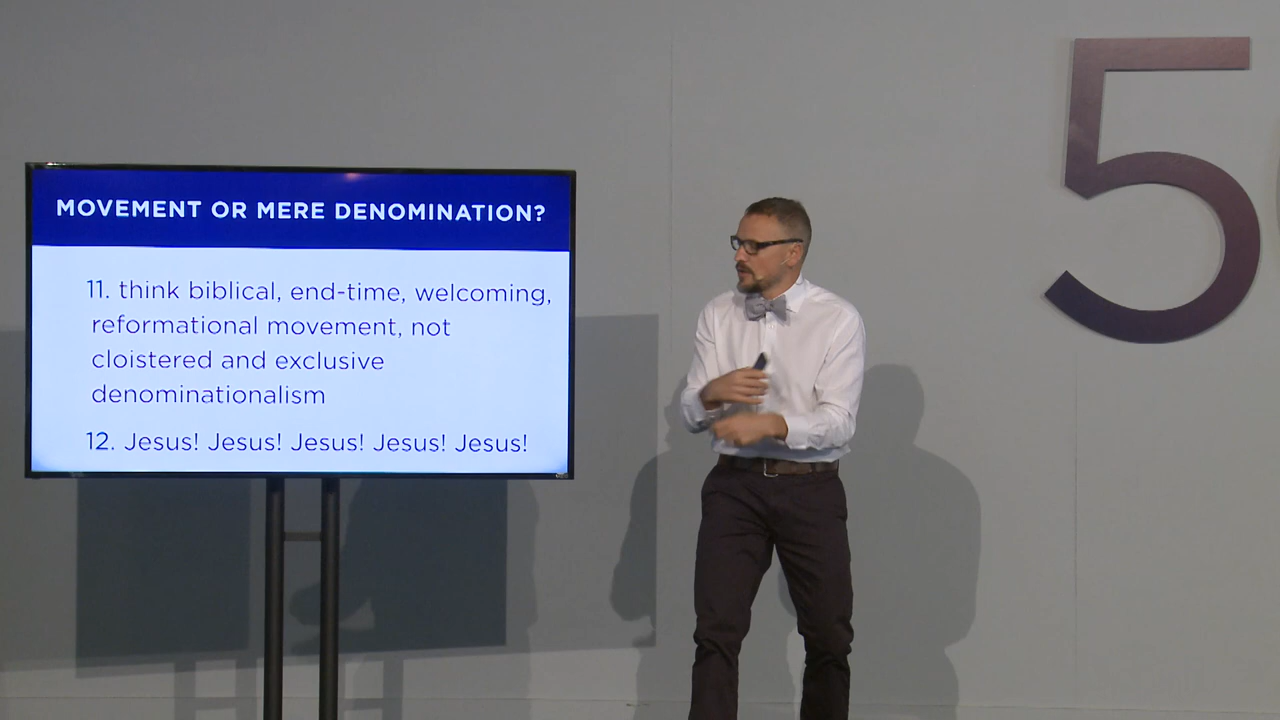 MOVEMENT OR MERE DENOMINATION?
11. think biblical, end-time, welcoming,
reformational movement, not
cloistered and exclusive
denominationalism
12. Jesus! Jesus! Jesus! Jesus! Jesus!
5